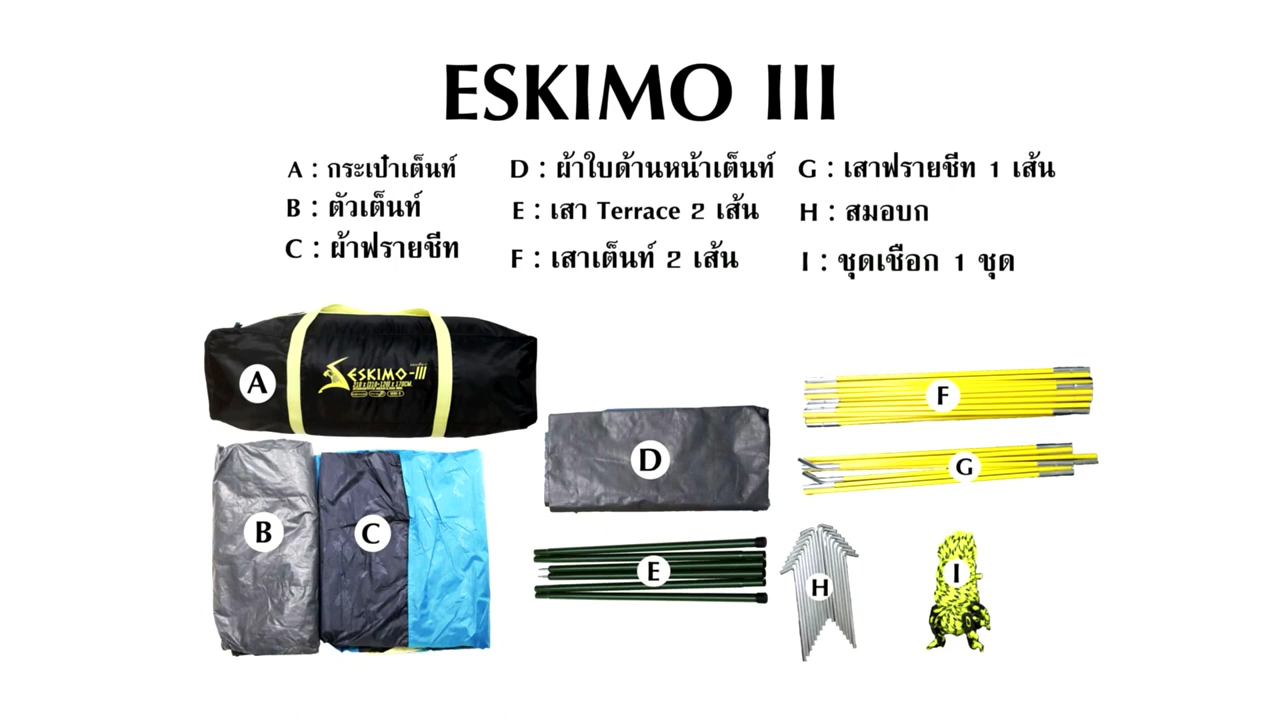 ESKIMO III
A : กระเป๋าเต็นท์
B : ตัวเต็นท์
C : ผ้าฟรายชีท
D : ผ้าใบด้านหน้าเต็นท์
E : เสา Terrace 2 เส้น
F : เสาเต็นท์ 2 เส้น
G : เสาฟรายชีท 1 เส้น
H : สมอบก
I : ชุดเชือก 1 ชุด
A
ESKIMO-III
B
C
D
E
F
G
H
I